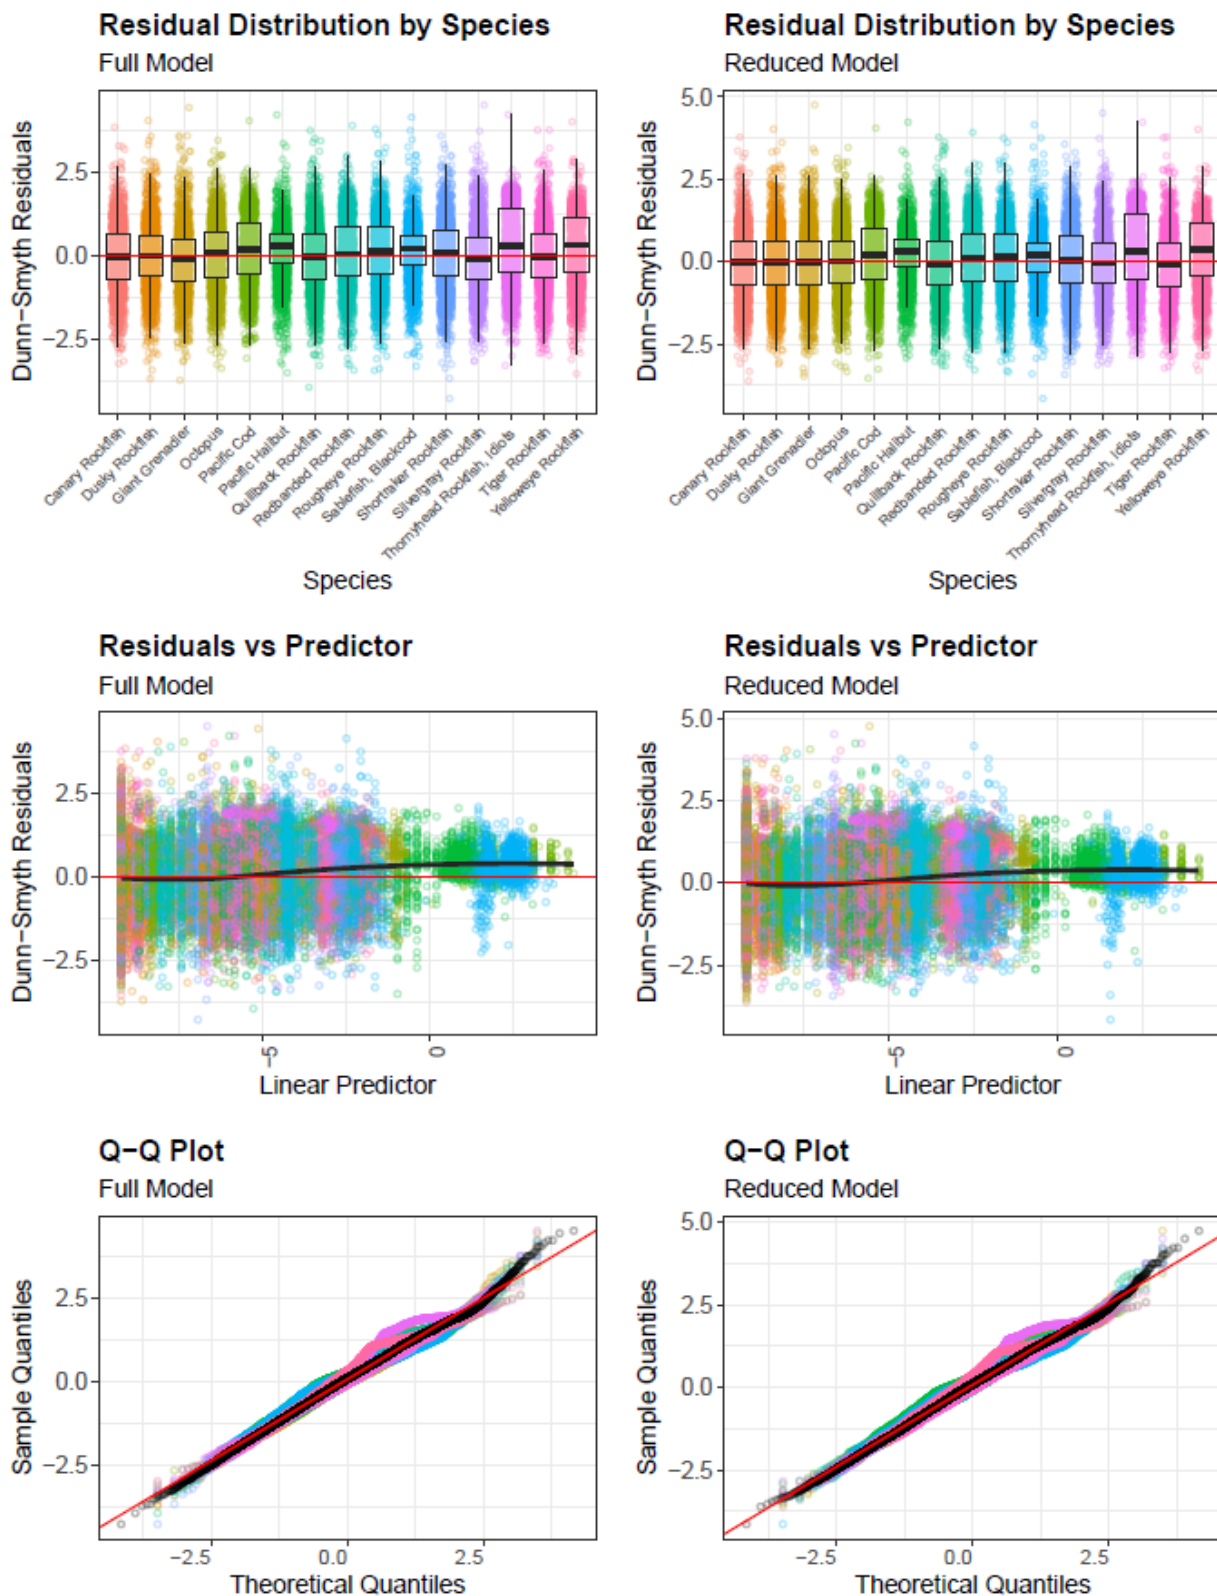 Residual Distribution by Species
Full Model
Dunn−Smyth Residuals
2.5
0.0
−2.5
Canary Rockfish
Dusky Rockfish
Giant Grenadier
Octopus
Pacific Cod
Pacific Halibut
Quillback Rockfish
Redbanded Rockfish
Rougheye Rockfish
Sablefish, Blackcod
Shortraker Rockfish
Silvergray Rockfish
Thornyhead Rockfish, Idiots
Tiger Rockfish
Yelloweye Rockfish
Species
Residual Distribution by Species
Reduced Model
Dunn−Smyth Residuals
5.0
2.5
0.0
−2.5
Canary Rockfish
Dusky Rockfish
Giant Grenadier
Octopus
Pacific Cod
Pacific Halibut
Quillback Rockfish
Redbanded Rockfish
Rougheye Rockfish
Sablefish, Blackcod
Shortraker Rockfish
Silvergray Rockfish
Thornyhead Rockfish, Idiots
Tiger Rockfish
Yelloweye Rockfish
Species
Residuals vs Predictor
Full Model
Dunn−Smyth Residuals
2.5
0.0
−2.5
−5
0
Linear Predictor
Residuals vs Predictor
Reduced Model
Dunn−Smyth Residuals
5.0
2.5
0.0
−2.5
−5
0
Linear Predictor
Q−Q Plot
Full Model
Sample Quantiles
2.5
0.0
−2.5
−2.5
0.0
2.5
Theoretical Quantiles
Q−Q Plot
Reduced Model
Sample Quantiles
5.0
2.5
0.0
−2.5
−2.5
0.0
2.5
Theoretical Quantiles